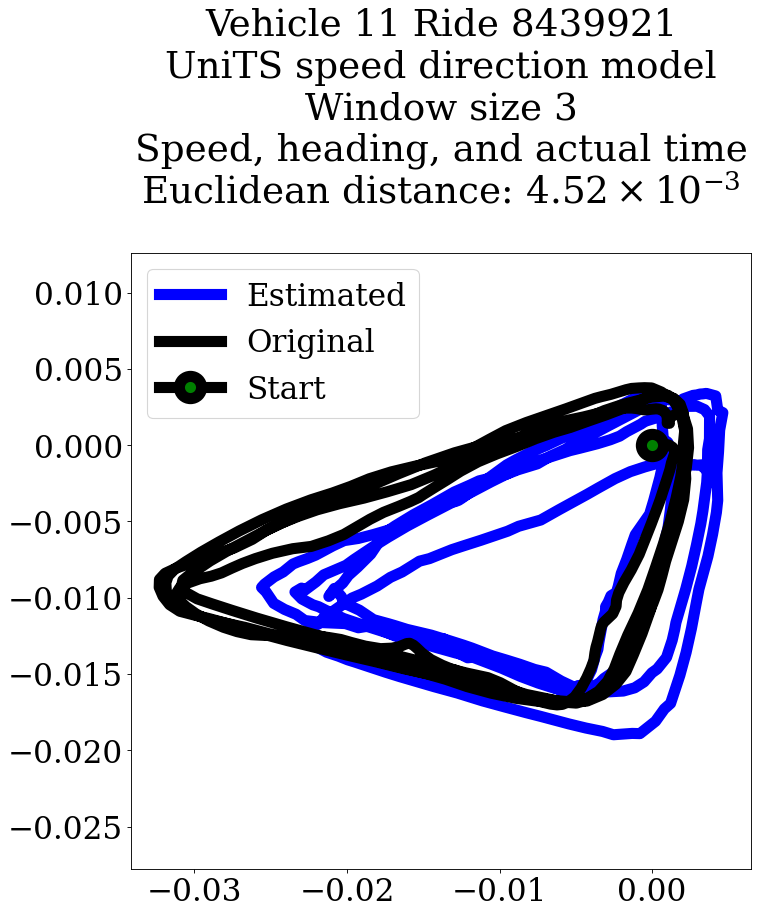 Vehicle 11 Ride 8439921
UniTS speed direction model
Window size 3
Speed, heading, and actual time
Euclidean distance: 4.52 × 10⁻³
Estimated
Original
Start
0.010
0.005
0.000
−0.005
−0.010
−0.015
−0.020
−0.025
−0.03 −0.02 −0.01 0.00